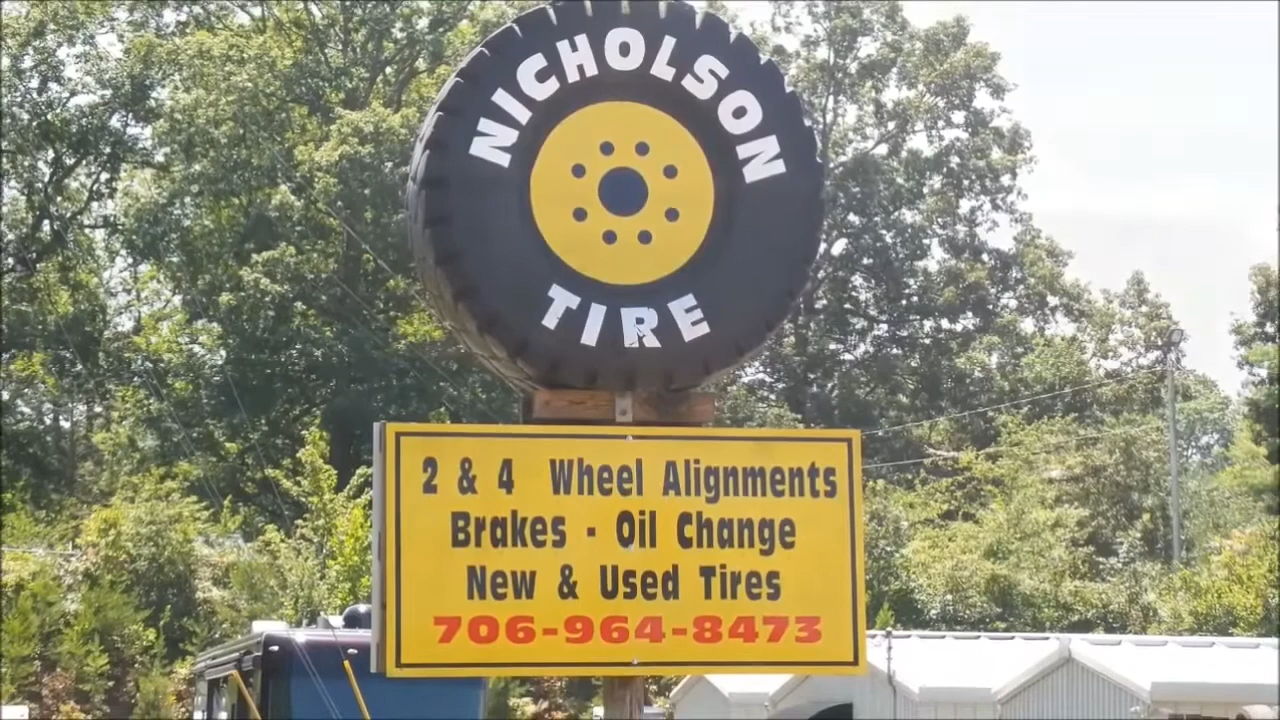 NICHOLSON
TIRE
2 & 4 Wheel Alignments
Brakes - Oil Change
New & Used Tires
706-964-8473